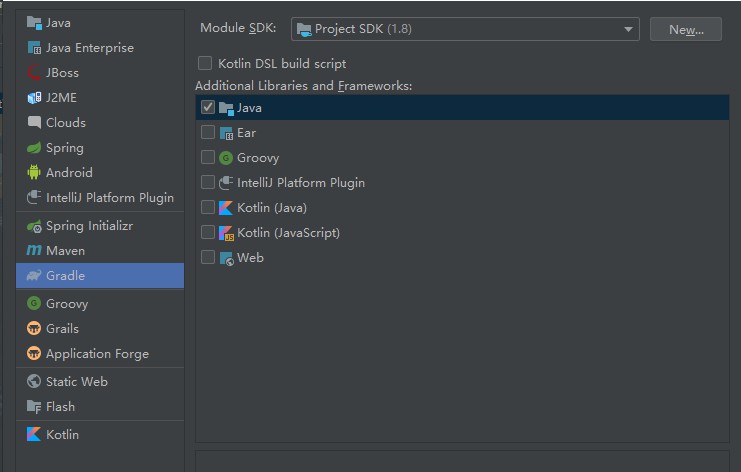 Java
Java Enterprise
JBoss
J2ME
Clouds
Spring
Android
IntelliJ Platform Plugin
Spring Initializr
Maven
Gradle
Groovy
Grails
Application Forge
Static Web
Flash
Kotlin
Module SDK: Project SDK (1.8) New...
Kotlin DSL build script
Additional Libraries and Frameworks:
Java
Ear
Groovy
IntelliJ Platform Plugin
Kotlin (Java)
Kotlin (JavaScript)
Web